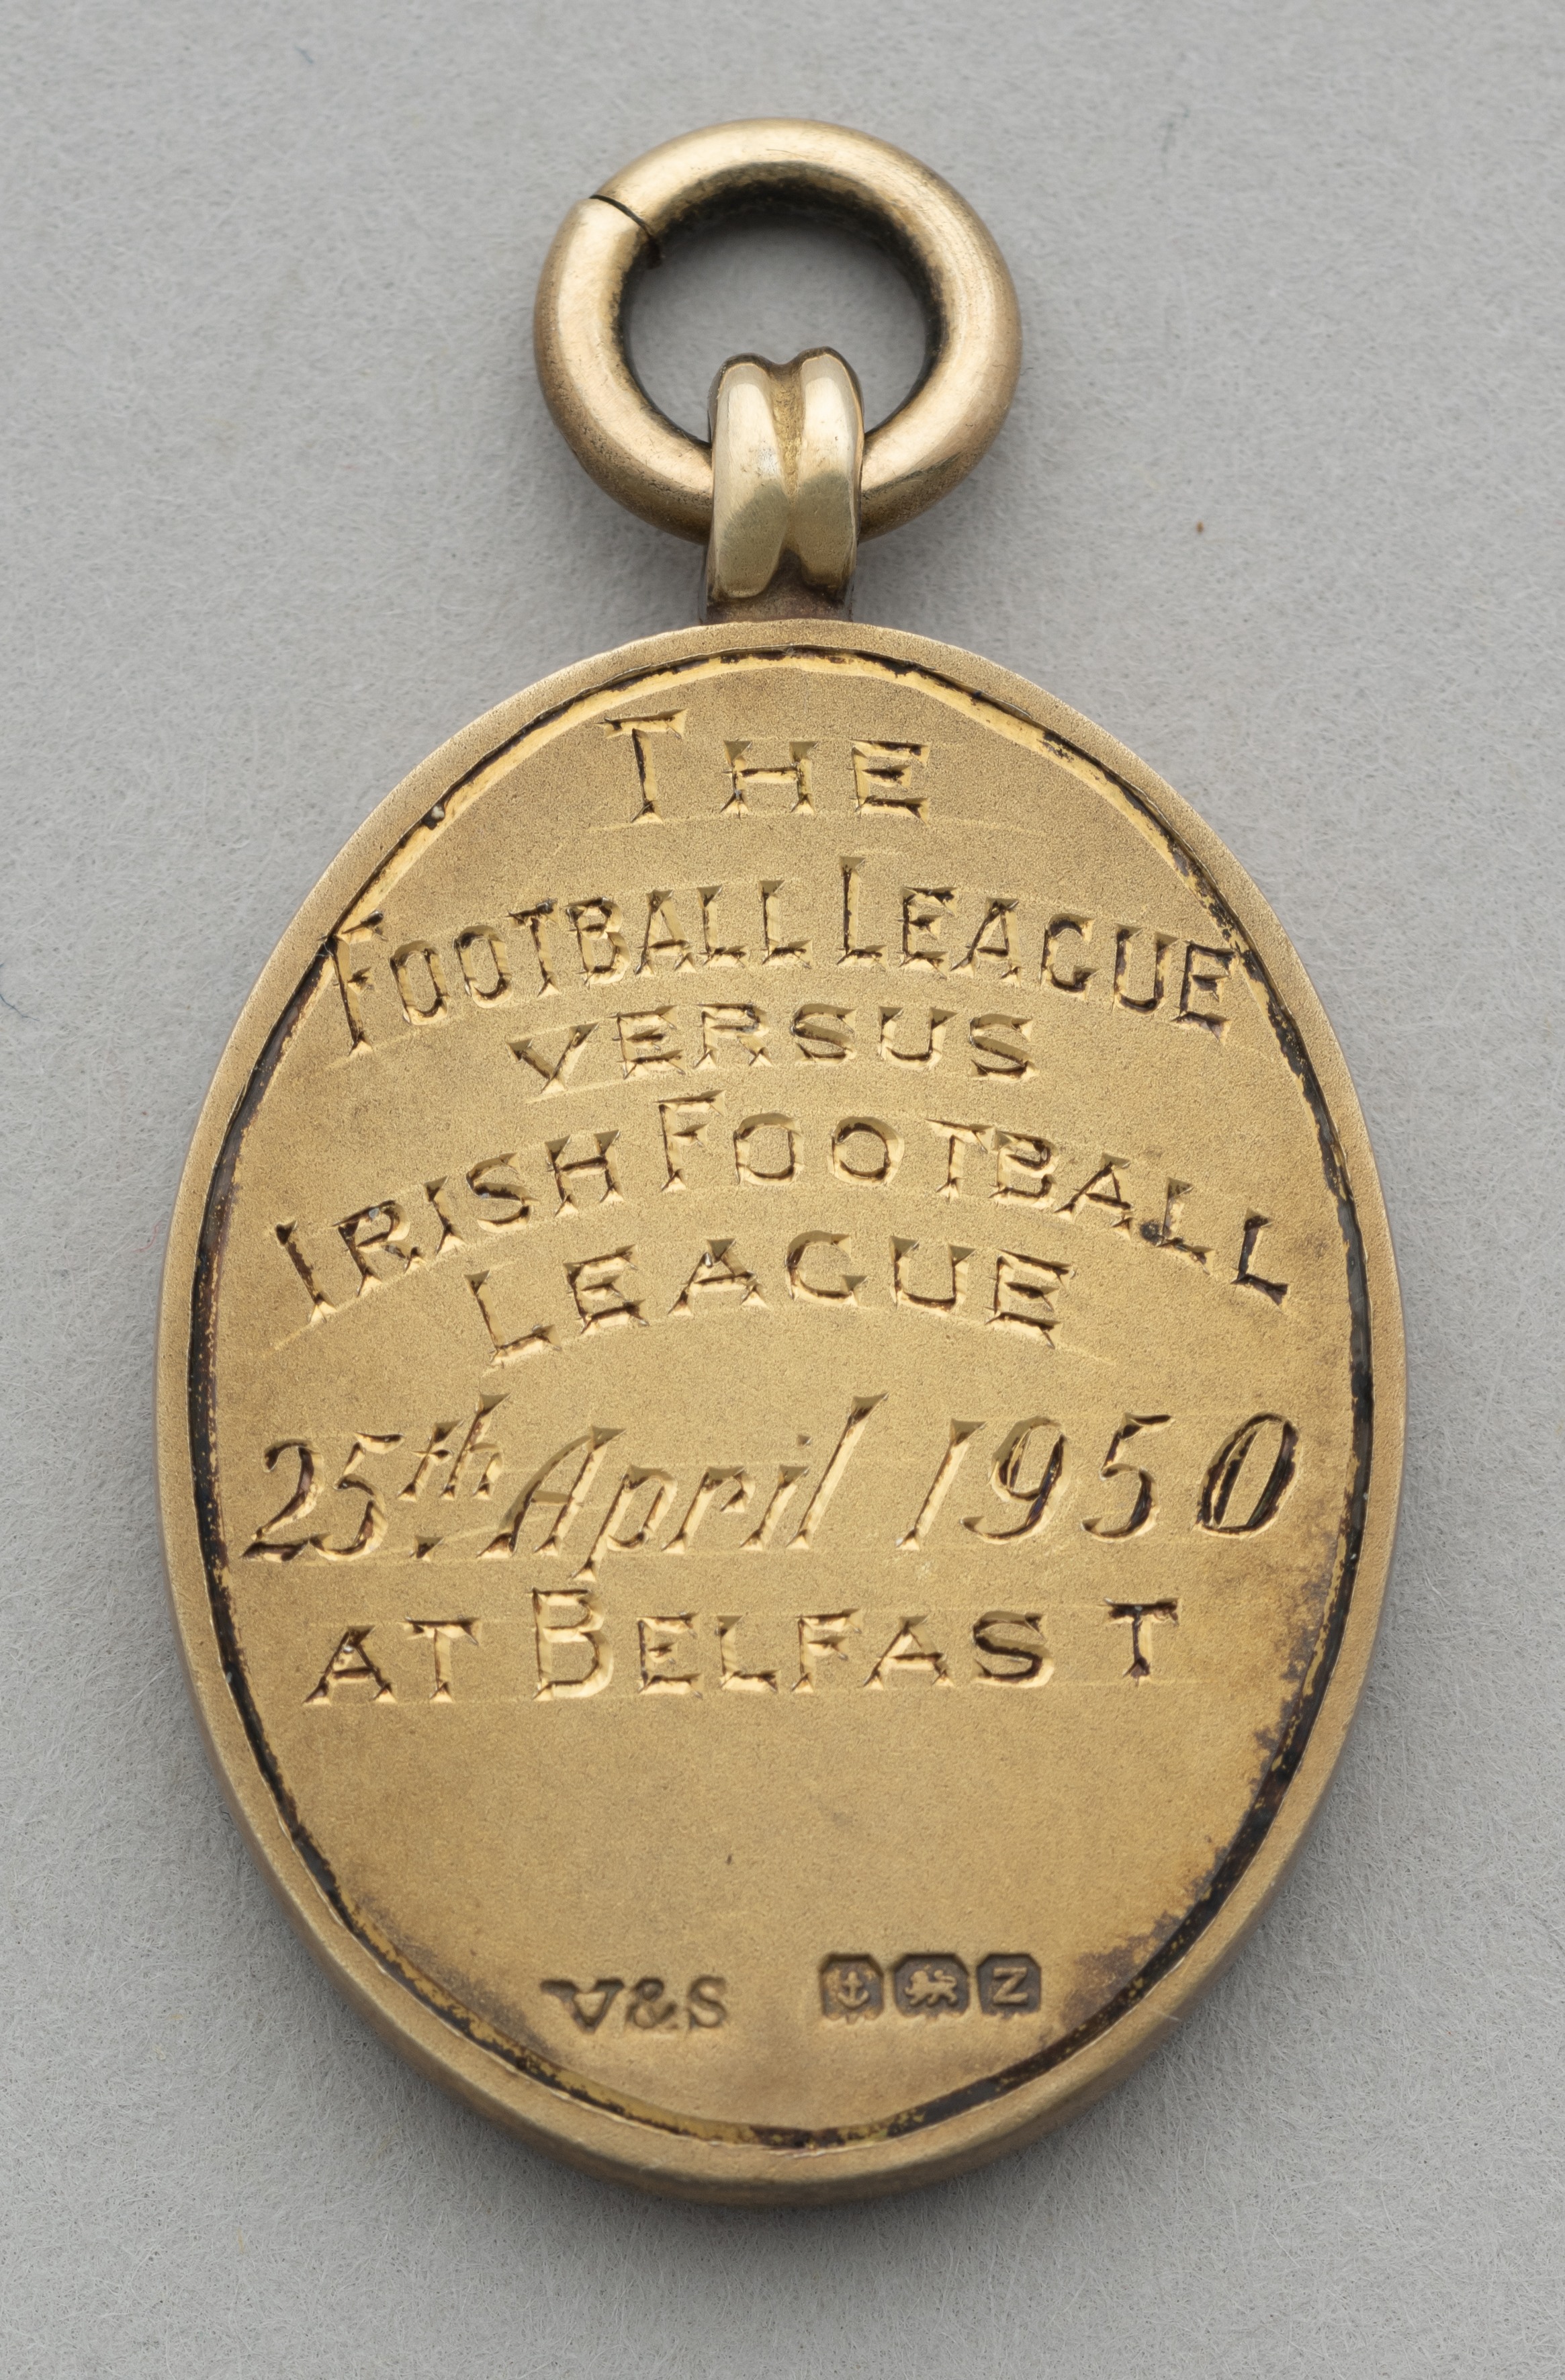 THE
FOOTBALL LEAGUE
VERSUS
IRISH FOOTBALL
LEAGUE
25th. April 1950
AT BELFAST
V&S Z